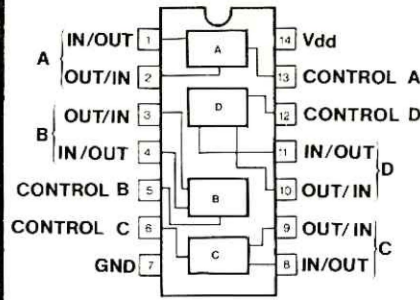 IN/OUT 1 A 14 Vdd
A
OUT/IN 2 13 CONTROL A
OUT/IN 3 D 12 CONTROL D
B
IN/OUT 4 11 IN/OUT
D
CONTROL B 5 B 10 OUT/IN
CONTROL C 6 9 OUT/IN
C C
GND 7 8 IN/OUT